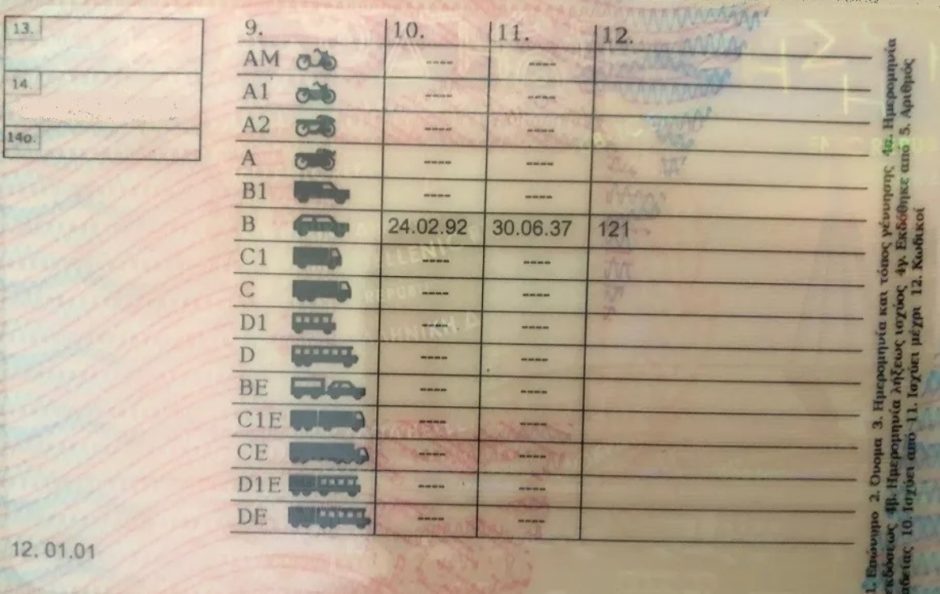 13.
14.
14α.
9. 10. 11. 12.
AM ---- ----
A1 ---- ----
A2 ---- ----
A ---- ----
B1 ---- ----
B 24.02.92 30.06.37 121
C1 ---- ----
C ---- ----
D1 ---- ----
D ---- ----
BE ---- ----
C1E ---- ----
CE ---- ----
D1E ---- ----
DE ---- ----
12. 01.01
1. Επώνυμο 2. Όνομα 3. Ημερομηνία και τόπος γέννησης 4α. Ημερομηνία
εκδόσεως 4β. Ημερομηνία λήξεως ισχύος 4γ. Εκδόθηκε από 5. Αριθμός
αδείας 10. Ισχύει από 11. Ισχύει μέχρι 12. Κωδικοί